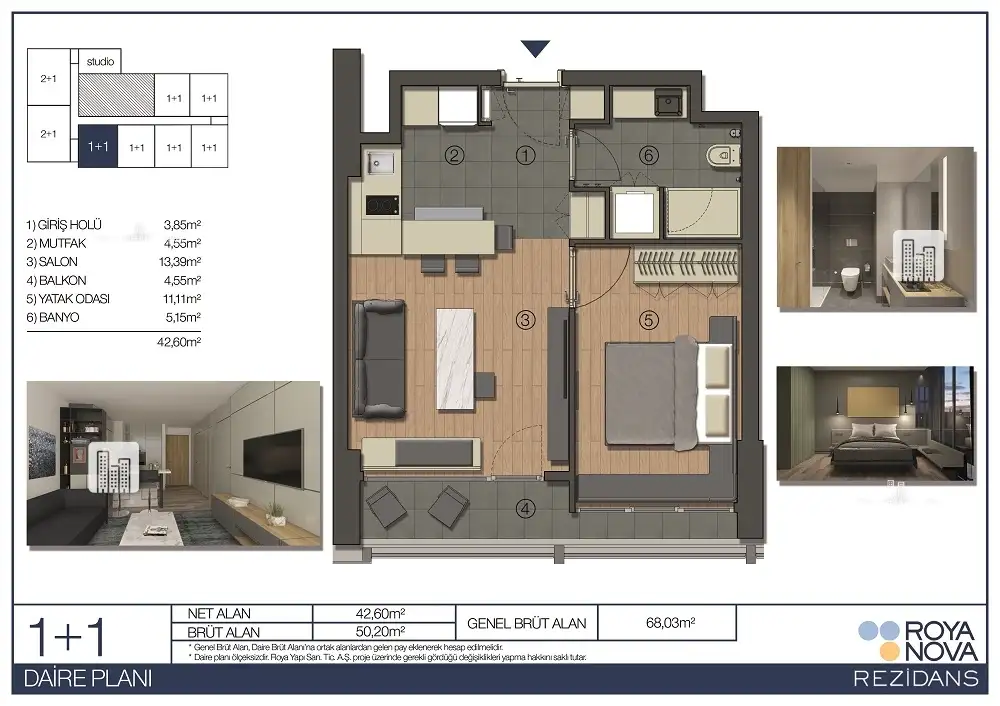 studio
2+1
1+1
1+1
2+1
1+1
1+1
1+1
1+1
1) GİRİŞ HOLÜ 3,85m²
2) MUTFAK 4,55m²
3) SALON 13,39m²
4) BALKON 4,55m²
5) YATAK ODASI 11,11m²
6) BANYO 5,15m²
42,60m²
2
1
6
3
5
4
1+1
DAİRE PLANI
NET ALAN 42,60m²
BRÜT ALAN 50,20m²
GENEL BRÜT ALAN 68,03m²
* Genel Brüt Alan, Daire Brüt Alanı'na ortak alanlardan gelen pay eklenerek hesap edilmelidir.
* Daire planı ölçeksizdir. Roya Yapı San. Tic. A.Ş. proje üzerinde gerekli gördüğü değişiklikleri yapma hakkını saklı tutar.
ROYA
NOVA
REZİDANS